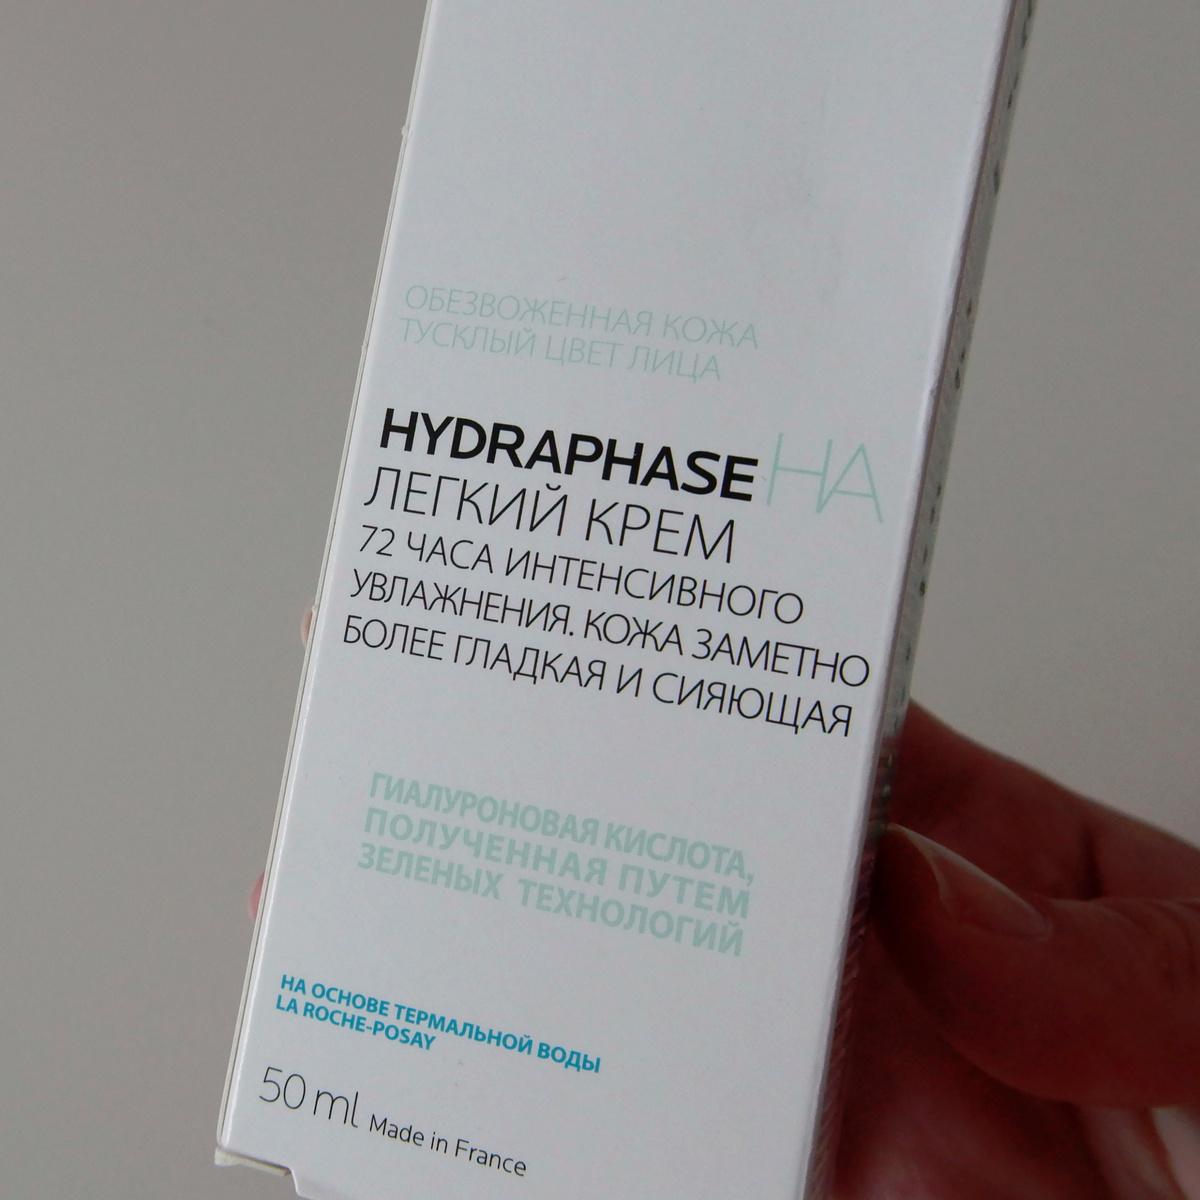 ОБЕЗВОЖЕННАЯ КОЖА
ТУСКЛЫЙ ЦВЕТ ЛИЦА
HYDRAPHASE HA
ЛЕГКИЙ КРЕМ
72 ЧАСА ИНТЕНСИВНОГО
УВЛАЖНЕНИЯ. КОЖА ЗАМЕТНО
БОЛЕЕ ГЛАДКАЯ И СИЯЮЩАЯ
ГИАЛУРОНОВАЯ КИСЛОТА,
ПОЛУЧЕННАЯ ПУТЕМ
ЗЕЛЕНЫХ ТЕХНОЛОГИЙ
НА ОСНОВЕ ТЕРМАЛЬНОЙ ВОДЫ
LA ROCHE-POSAY
50 ml Made in France